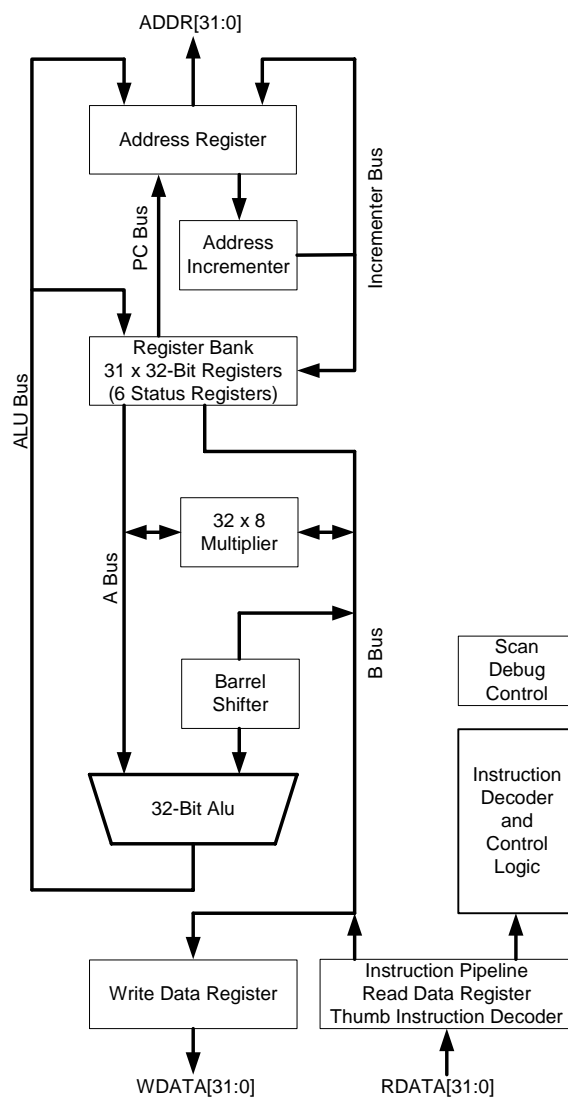 ADDR[31:0]
Address Register
PC Bus
Address
Incrementer
Incrementer Bus
Register Bank
31 x 32-Bit Registers
(6 Status Registers)
ALU Bus
32 x 8
Multiplier
A Bus
B Bus
Scan
Debug
Control
Barrel
Shifter
Instruction
Decoder
and
Control
Logic
32-Bit Alu
Write Data Register
Instruction Pipeline
Read Data Register
Thumb Instruction Decoder
WDATA[31:0]
RDATA[31:0]